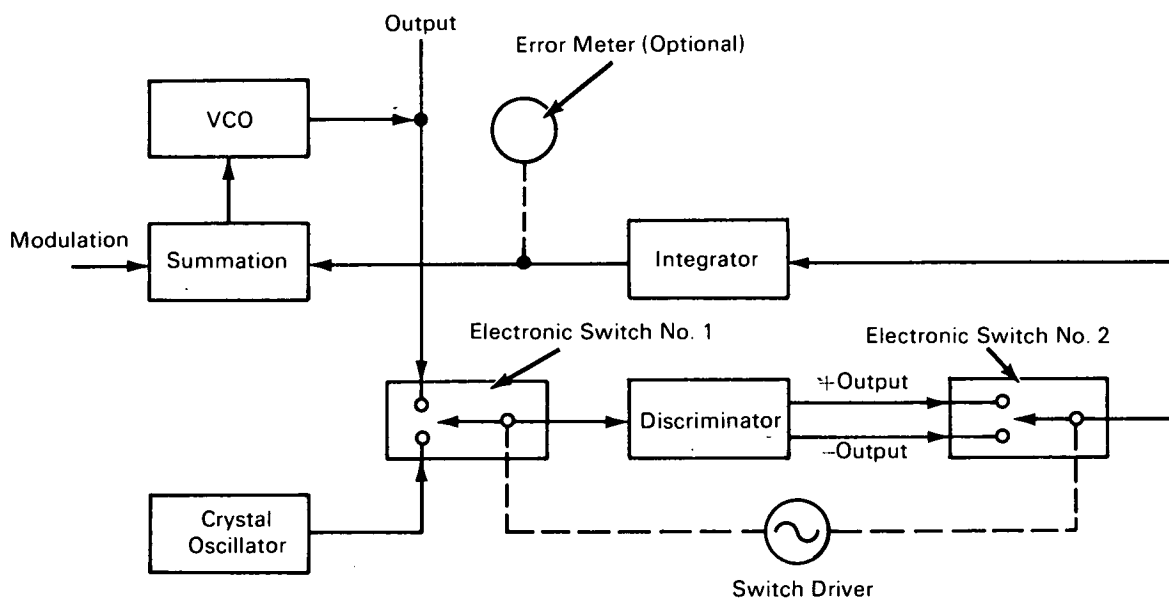 Output
Error Meter (Optional)
VCO
Modulation
Summation
Integrator
Electronic Switch No. 1
Electronic Switch No. 2
+Output
Discriminator
−Output
Crystal
Oscillator
Switch Driver